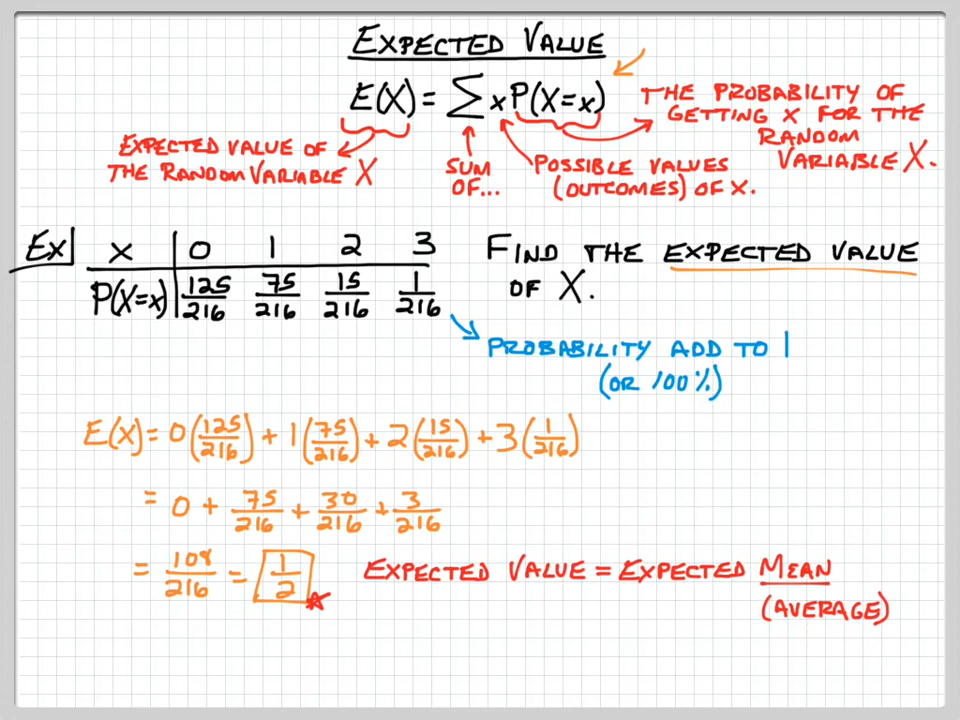 EXPECTED VALUE
E(X) = ∑ x P(X=x)
THE PROBABILITY OF
GETTING X FOR THE
RANDOM
VARIABLE X.
EXPECTED VALUE OF
THE RANDOM VARIABLE X
SUM
OF...
POSSIBLE VALUES
(OUTCOMES) OF X.
EX | x | 0 1 2 3
P(X=x) | 125/216 75/216 15/216 1/216
FIND THE EXPECTED VALUE
OF X.
PROBABILITY ADD TO 1
(OR 100%)
E(X) = 0(125/216) + 1(75/216) + 2(15/216) + 3(1/216)
= 0 + 75/216 + 30/216 + 3/216
= 108/216 = 1/2
EXPECTED VALUE = EXPECTED MEAN
(AVERAGE)